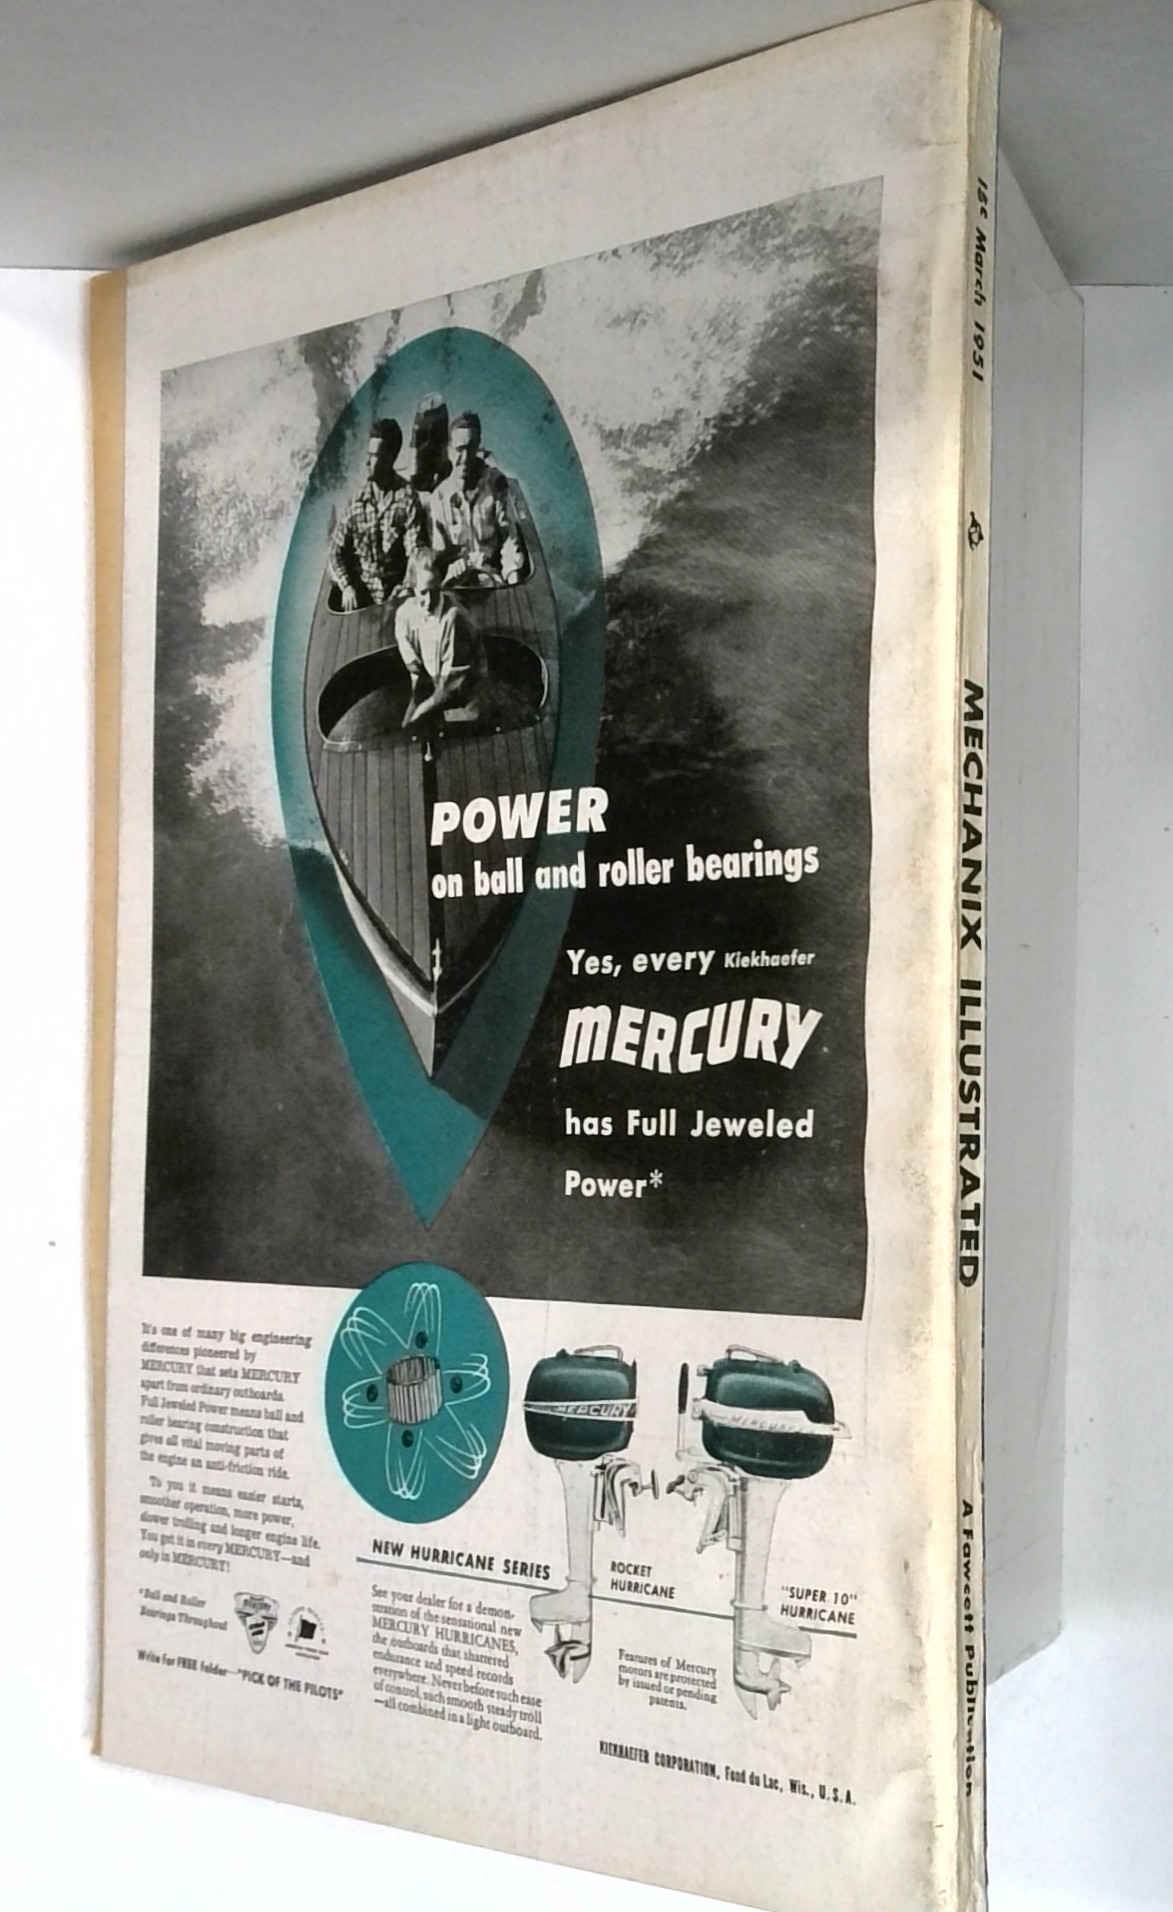 POWER
on ball and roller bearings
Yes, every Kiekhaefer
MERCURY
has Full Jeweled
Power*
It's one of many big engineering
differences pioneered by
MERCURY that sets MERCURY
apart from ordinary outboards.
Full Jeweled Power means ball and
roller bearing construction that
gives all vital moving parts of
the engine an anti-friction ride.
To you it means easier starts,
smoother operation, more power,
slower trolling and longer engine life.
You get it in every MERCURY—and
only in MERCURY!
*Ball and Roller
Bearings Throughout
Write for FREE folder—"PICK OF THE PILOTS"
MERCURY
MERCURY
NEW HURRICANE SERIES
See your dealer for a demon-
stration of the sensational new
MERCURY HURRICANES,
the outboards that shattered
endurance and speed records
everywhere. Never before such ease
of control, such smooth steady troll
—all combined in a light outboard.
ROCKET
HURRICANE
"SUPER 10"
HURRICANE
Features of Mercury
motors are protected
by issued or pending
patents.
KIEKHAEFER CORPORATION, Fond du Lac, Wis., U.S.A.
15c March 1951
MECHANIX ILLUSTRATED
A Fawcett Publication